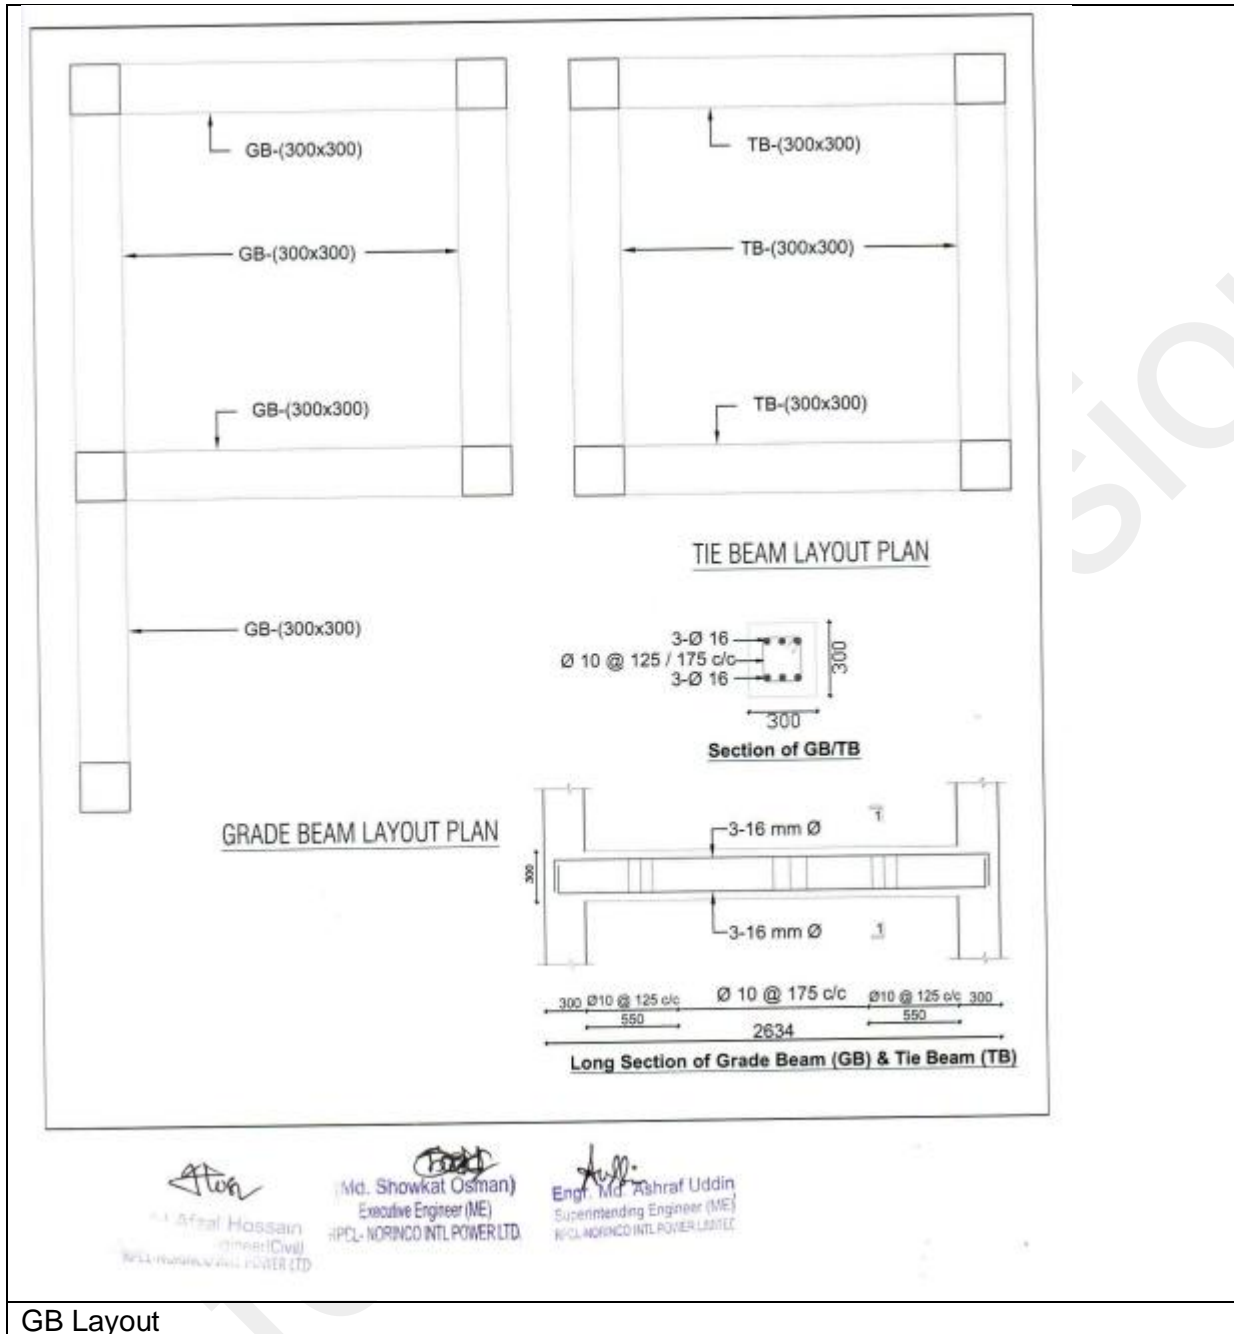 GB-(300x300)
GB-(300x300)
GB-(300x300)
GB-(300x300)
GRADE BEAM LAYOUT PLAN
TB-(300x300)
TB-(300x300)
TB-(300x300)
TIE BEAM LAYOUT PLAN
3-Ø 16
Ø 10 @ 125 / 175 c/c
3-Ø 16
300
300
Section of GB/TB
3-16 mm Ø
1
300
3-16 mm Ø
1
300 Ø10 @ 125 c/c Ø 10 @ 175 c/c Ø10 @ 125 c/c 300
550 550
2634
Long Section of Grade Beam (GB) & Tie Beam (TB)
Afzal Hossain
(Civil)
(Md. Showkat Osman)
Executive Engineer (ME)
RPCL- NORINCO INTL POWER LTD.
Engr. Md. Ashraf Uddin
Superintending Engineer (ME)
RPCL-NORINCO INTL POWER LIMITED
GB Layout